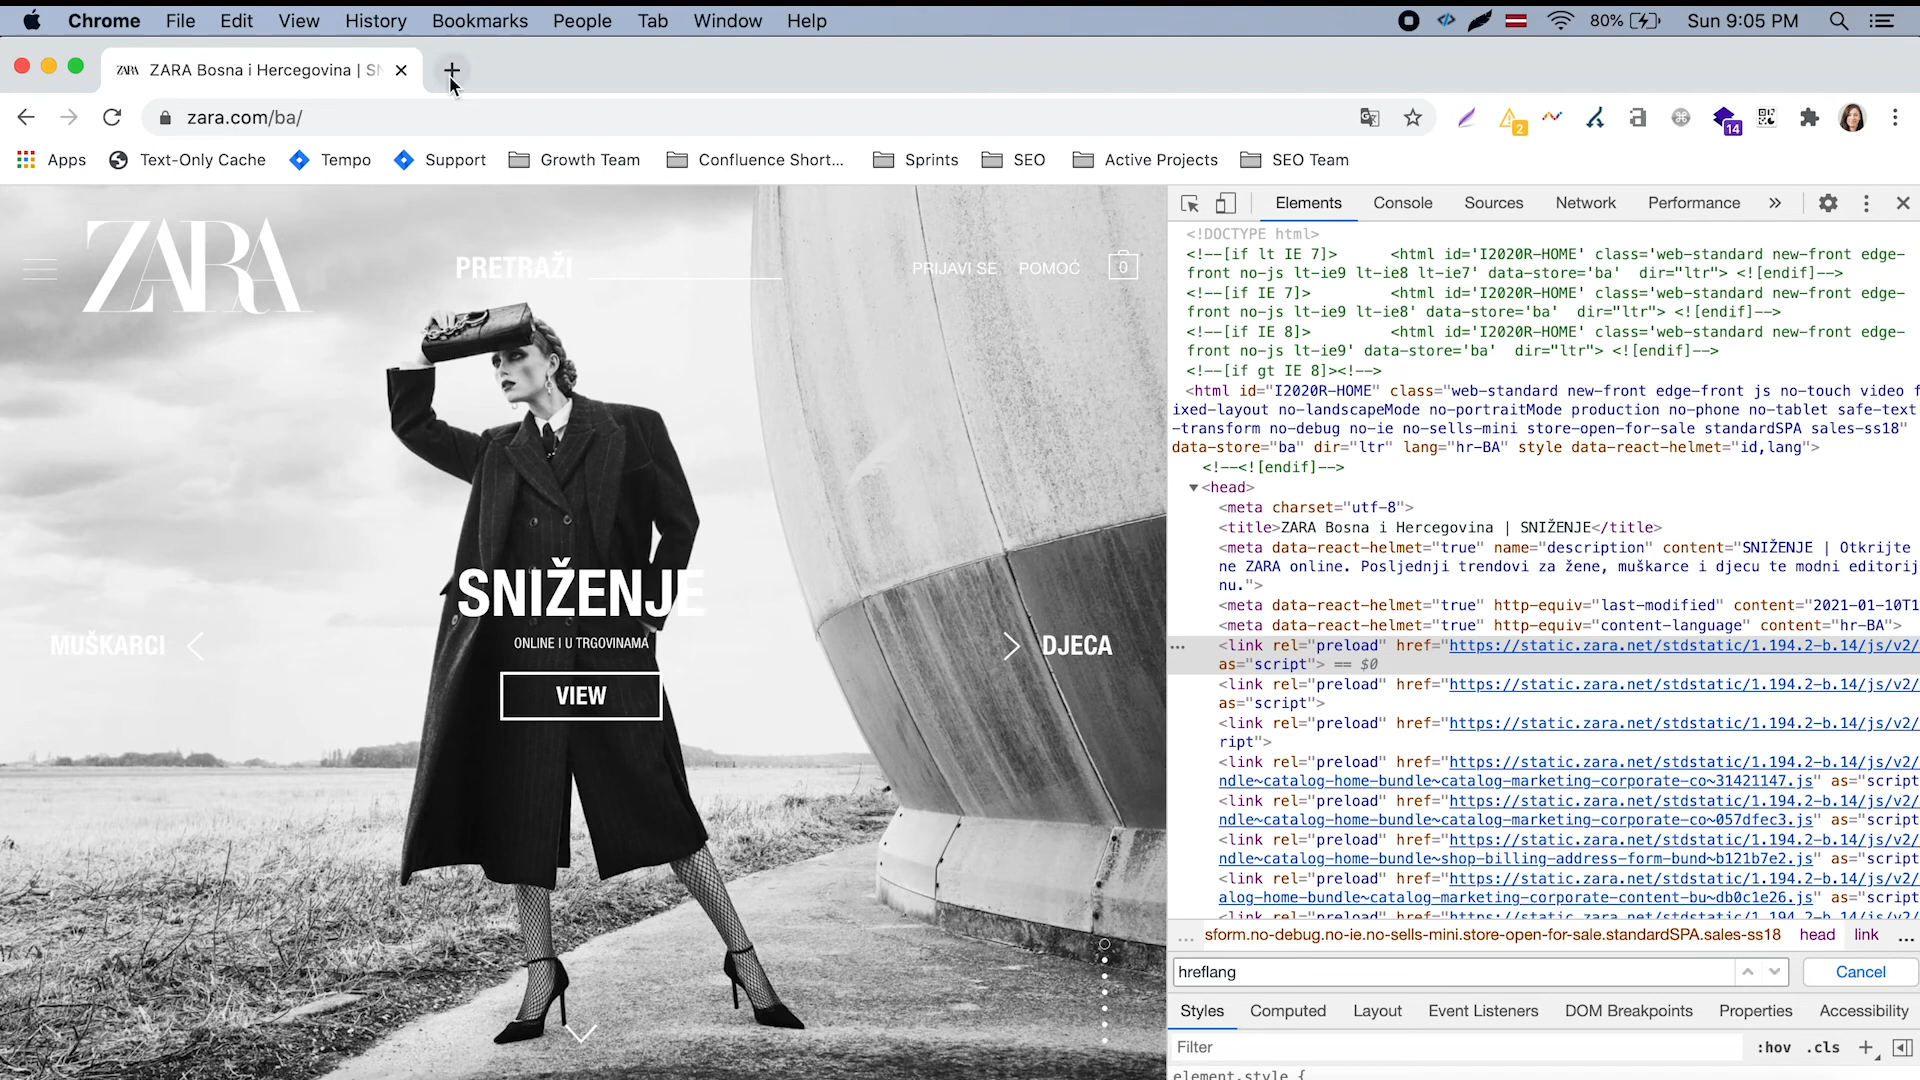 Chrome File Edit View History Bookmarks People Tab Window Help 80% Sun 9:05 PM
ZARA ZARA Bosna i Hercegovina | SN
zara.com/ba/
2 14
Apps Text-Only Cache Tempo Support Growth Team Confluence Short... Sprints SEO Active Projects SEO Team
ZARA
PRETRAŽI
PRIJAVI SE POMOĆ 0
SNIŽENJE
ONLINE I U TRGOVINAMA
MUŠKARCI
DJECA
VIEW
Elements Console Sources Network Performance »
<!DOCTYPE html>
<!--[if lt IE 7]> <html id='I2020R-HOME' class='web-standard new-front edge-
front no-js lt-ie9 lt-ie8 lt-ie7' data-store='ba' dir="ltr"> <![endif]-->
<!--[if IE 7]> <html id='I2020R-HOME' class='web-standard new-front edge-
front no-js lt-ie9 lt-ie8' data-store='ba' dir="ltr"> <![endif]-->
<!--[if IE 8]> <html id='I2020R-HOME' class='web-standard new-front edge-
front no-js lt-ie9' data-store='ba' dir="ltr"> <![endif]-->
<!--[if gt IE 8]><!-->
<html id="I2020R-HOME" class="web-standard new-front edge-front js no-touch video f
ixed-layout no-landscapeMode no-portraitMode production no-phone no-tablet safe-text
-transform no-debug no-ie no-sells-mini store-open-for-sale standardSPA sales-ss18"
data-store="ba" dir="ltr" lang="hr-BA" style data-react-helmet="id,lang">
<!--<![endif]-->
<head>
<meta charset="utf-8">
<title>ZARA Bosna i Hercegovina | SNIŽENJE</title>
<meta data-react-helmet="true" name="description" content="SNIŽENJE | Otkrijte
ne ZARA online. Posljednji trendovi za žene, muškarce i djecu te modni editorij
nu.">
<meta data-react-helmet="true" http-equiv="last-modified" content="2021-01-10T1
<meta data-react-helmet="true" http-equiv="content-language" content="hr-BA">
<link rel="preload" href="https://static.zara.net/stdstatic/1.194.2-b.14/js/v2/
as="script"> == $0
<link rel="preload" href="https://static.zara.net/stdstatic/1.194.2-b.14/js/v2/
as="script">
<link rel="preload" href="https://static.zara.net/stdstatic/1.194.2-b.14/js/v2/
ript">
<link rel="preload" href="https://static.zara.net/stdstatic/1.194.2-b.14/js/v2/
ndle~catalog-home-bundle~catalog-marketing-corporate-co~31421147.js" as="script
<link rel="preload" href="https://static.zara.net/stdstatic/1.194.2-b.14/js/v2/
ndle~catalog-home-bundle~catalog-marketing-corporate-co~057dfec3.js" as="script
<link rel="preload" href="https://static.zara.net/stdstatic/1.194.2-b.14/js/v2/
ndle~catalog-home-bundle~shop-billing-address-form-bund~b121b7e2.js" as="script
<link rel="preload" href="https://static.zara.net/stdstatic/1.194.2-b.14/js/v2/
alog-home-bundle~catalog-marketing-corporate-content-bu~db0c1e26.js" as="script
<link rel="preload" href="https://static.zara.net/stdstatic/1.194.2-b.14/js/v2/
... sform.no-debug.no-ie.no-sells-mini.store-open-for-sale.standardSPA.sales-ss18 head link ...
hreflang Cancel
Styles Computed Layout Event Listeners DOM Breakpoints Properties Accessibility
Filter :hov .cls
element.style {